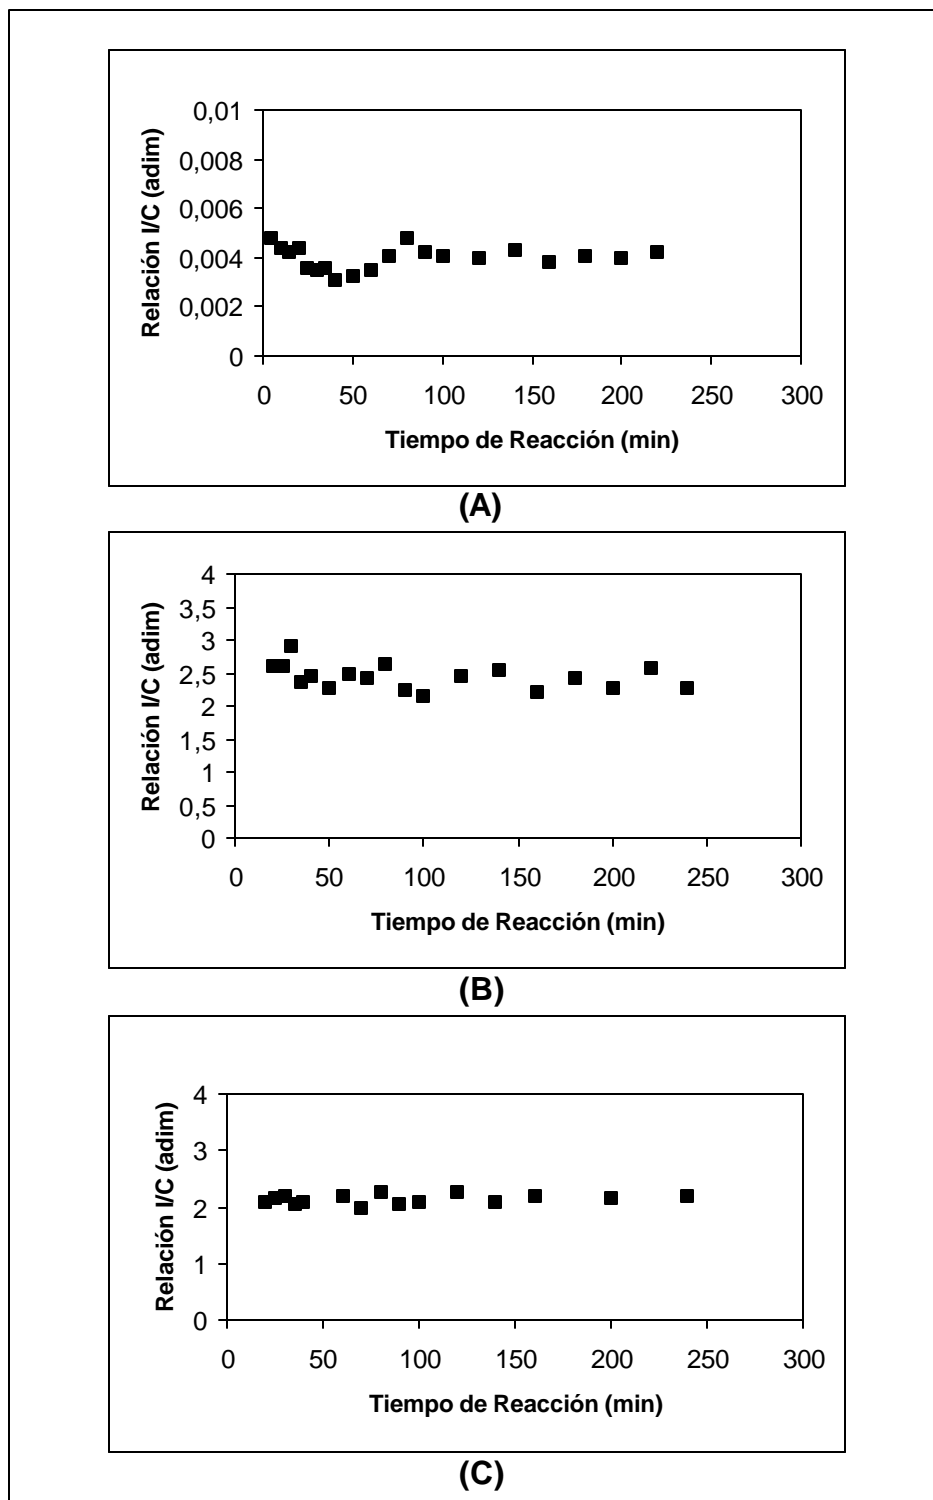 0,01
0,008
0,006
0,004
0,002
0
Relación I/C (adim)
0 50 100 150 200 250 300
Tiempo de Reacción (min)
(A)
4
3,5
3
2,5
2
1,5
1
0,5
0
Relación I/C (adim)
0 50 100 150 200 250 300
Tiempo de Reacción (min)
(B)
4
3
2
1
0
Relación I/C (adim)
0 50 100 150 200 250 300
Tiempo de Reacción (min)
(C)